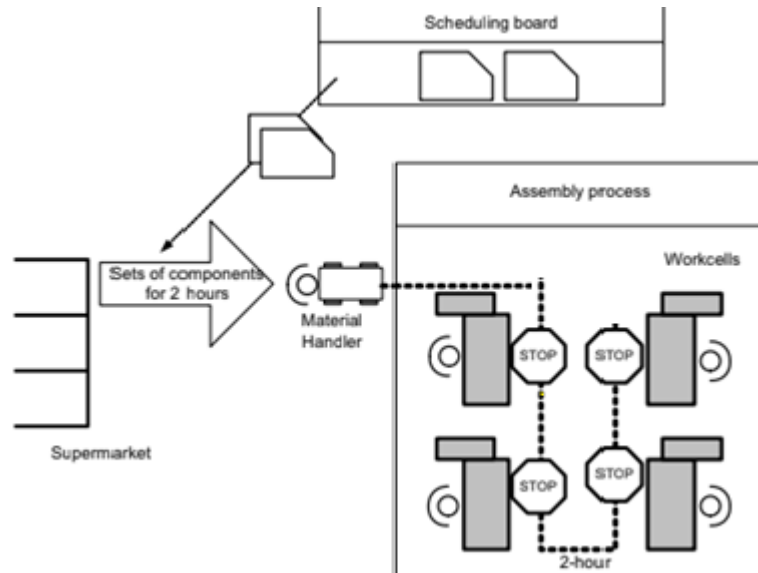 Scheduling board
Assembly process
Workcells
Sets of components
for 2 hours
Material
Handler
STOP
STOP
STOP
STOP
Supermarket
2-hour